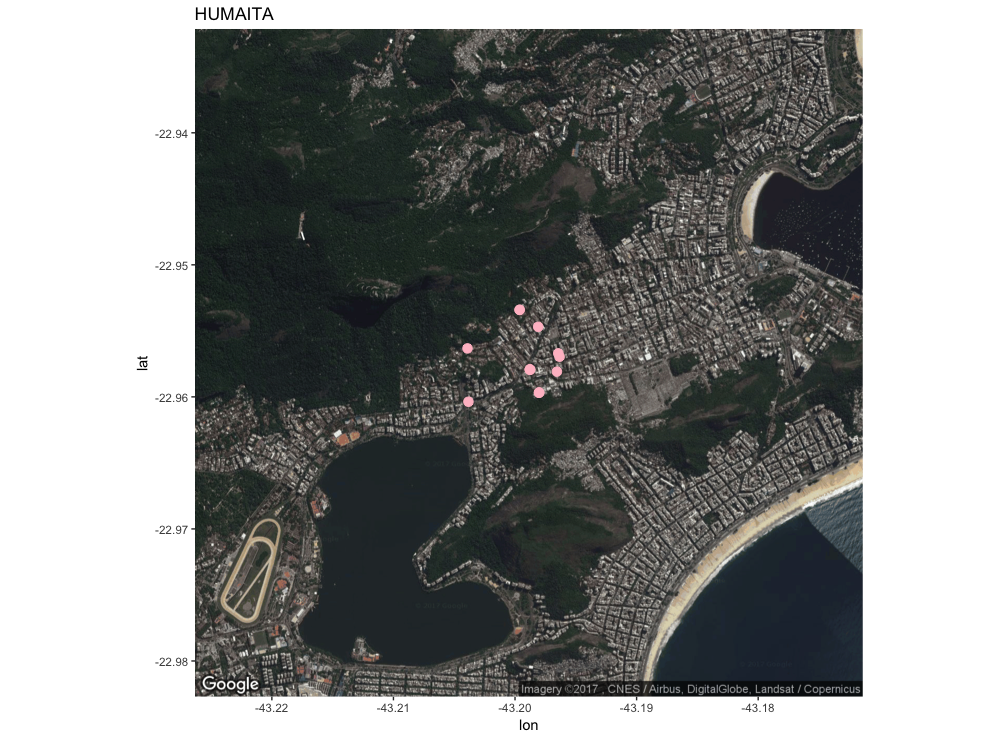 HUMAITA
-22.94
-22.95
-22.96
-22.97
-22.98
lat
Google
Imagery ©2017 , CNES / Airbus, DigitalGlobe, Landsat / Copernicus
-43.22
-43.21
-43.20
-43.19
-43.18
lon